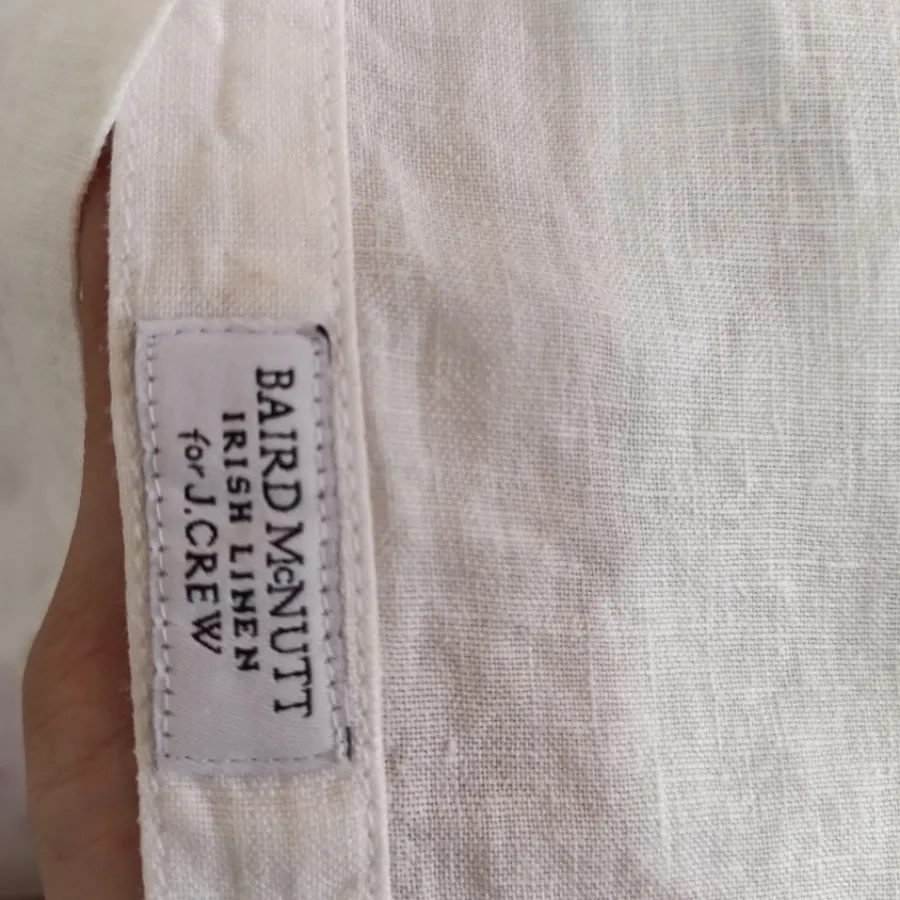 BAIRD McNUTT
IRISH LINEN
for J.CREW